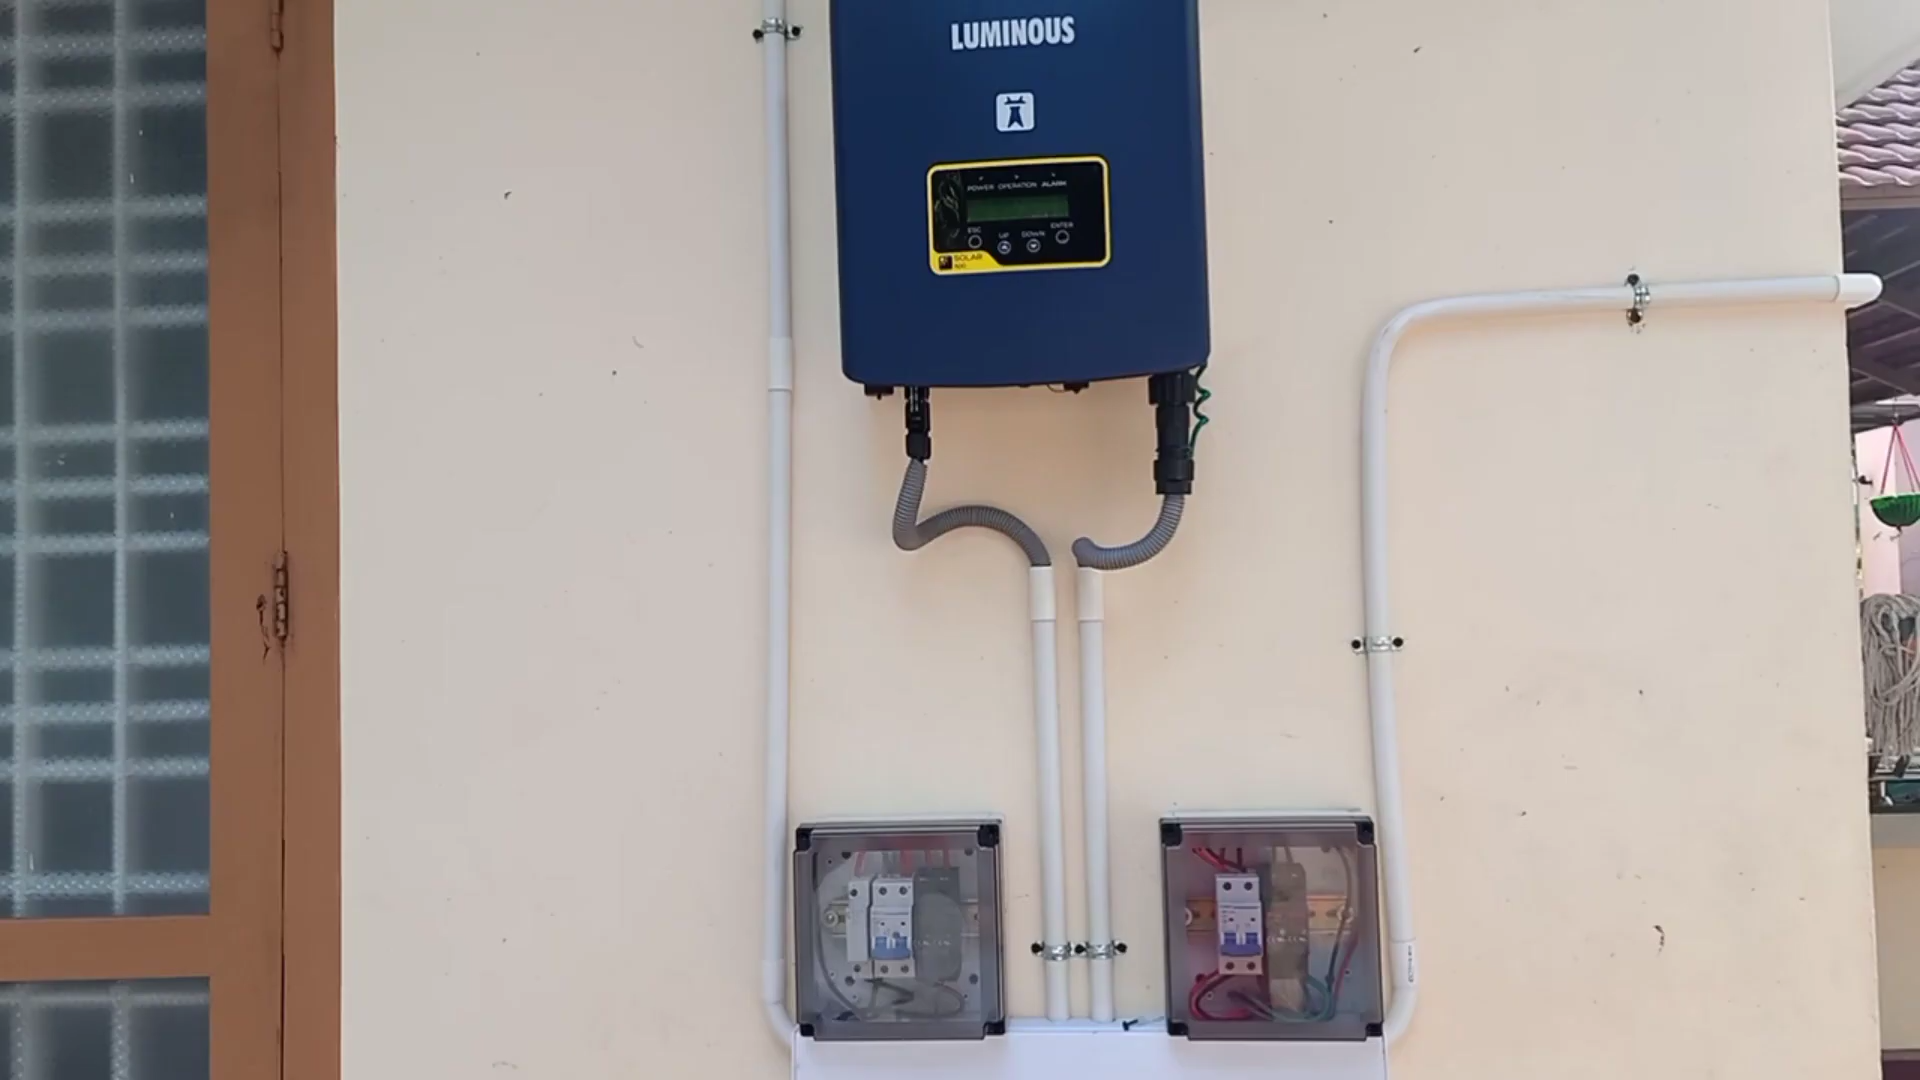 LUMINOUS
POWER OPERATION ALARM
ESC UP DOWN ENTER
SOLAR